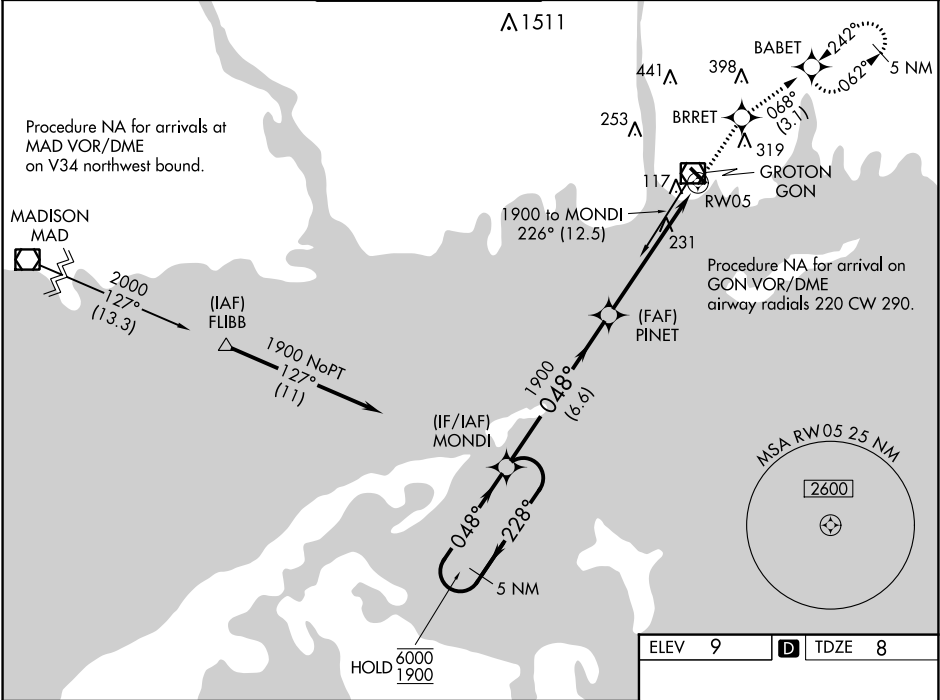 1511
BABET
242°
062°
5 NM
441
398
253
BRRET
068°
(3.1)
319
117
GROTON
GON
RW05
231
1900 to MONDI
226° (12.5)
Procedure NA for arrivals at
MAD VOR/DME
on V34 northwest bound.
MADISON
MAD
2000
127°
(13.3)
(IAF)
FLIBB
1900 NoPT
127°
(11)
Procedure NA for arrival on
GON VOR/DME
airway radials 220 CW 290.
(FAF)
PINET
1900
048°
(6.6)
(IF/IAF)
MONDI
048°
228°
5 NM
HOLD 6000
1900
MSA RW05 25 NM
2600
ELEV 9 D TDZE 8